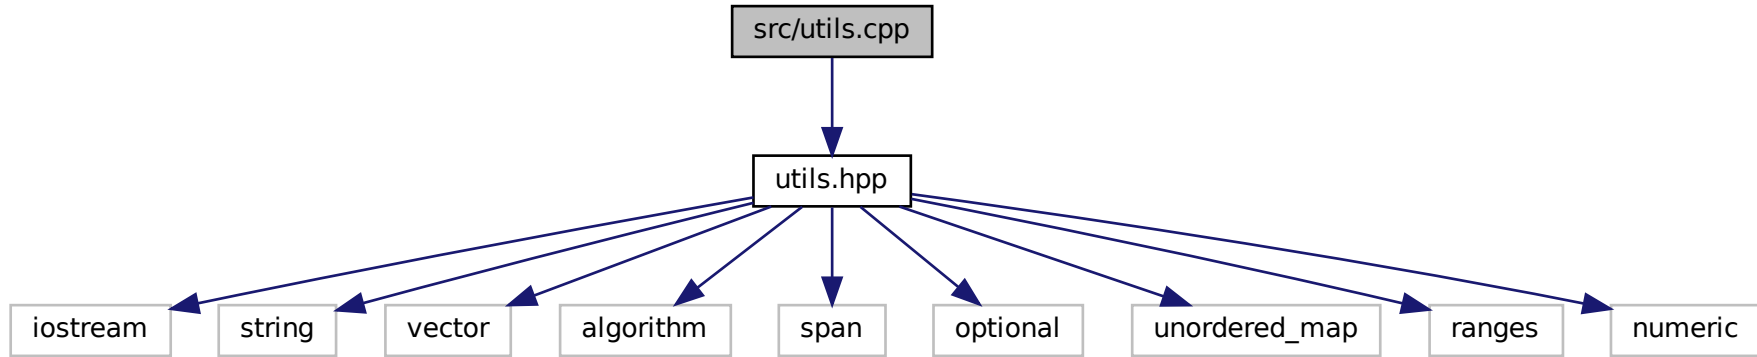 src/utils.cpp
utils.hpp
iostream
string
vector
algorithm
span
optional
unordered_map
ranges
numeric